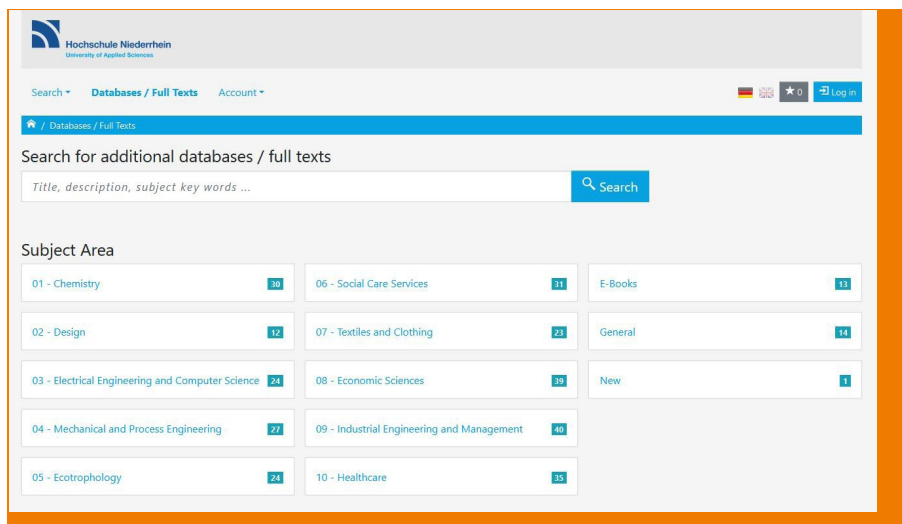 Hochschule Niederrhein
University of Applied Sciences
Search Databases / Full Texts Account 0 Log in
/ Databases / Full Texts
Search for additional databases / full texts
Title, description, subject key words ... Search
Subject Area
01 - Chemistry 30
02 - Design 12
03 - Electrical Engineering and Computer Science 24
04 - Mechanical and Process Engineering 27
05 - Ecotrophology 24
06 - Social Care Services 31
07 - Textiles and Clothing 23
08 - Economic Sciences 39
09 - Industrial Engineering and Management 40
10 - Healthcare 35
E-Books 13
General 14
New 1